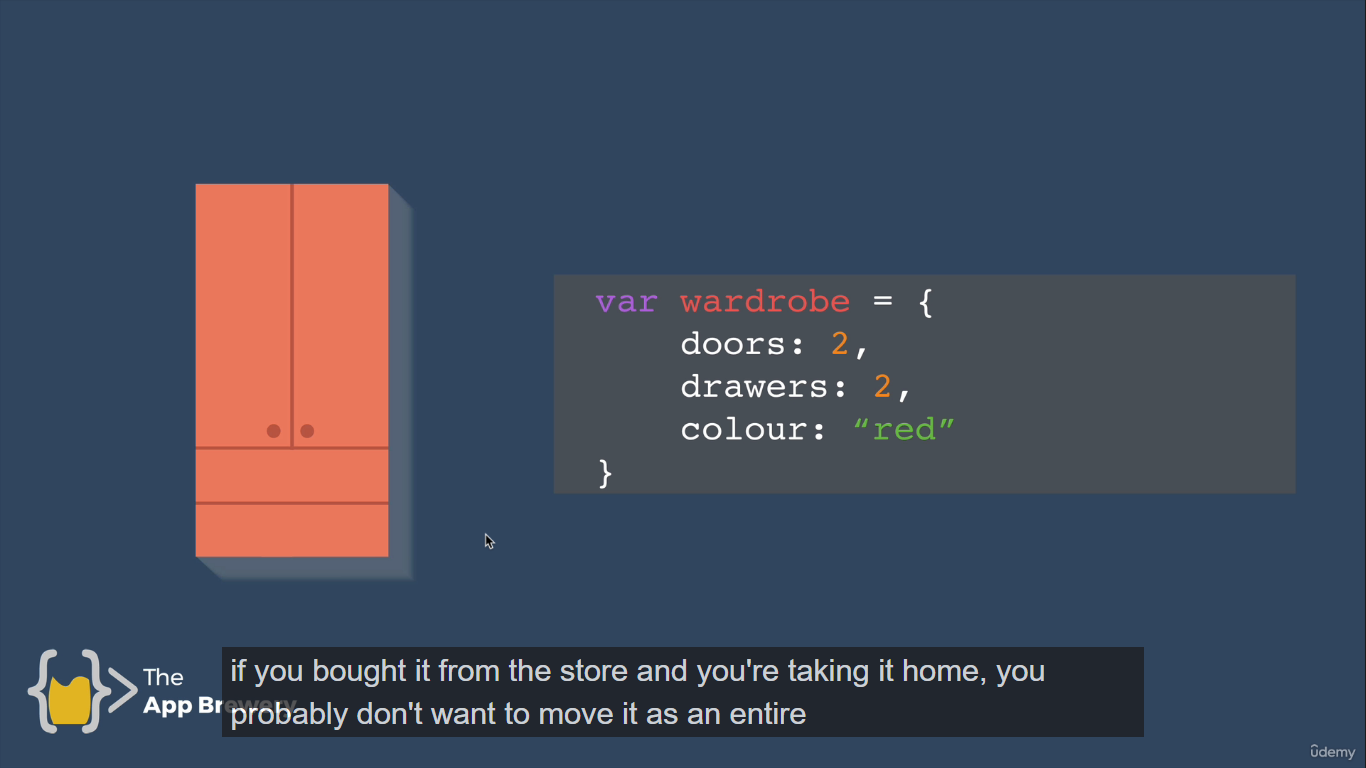 var wardrobe = {
doors: 2,
drawers: 2,
colour: “red”
}
The
App Brewery
if you bought it from the store and you're taking it home, you
probably don't want to move it as an entire
ûdemy